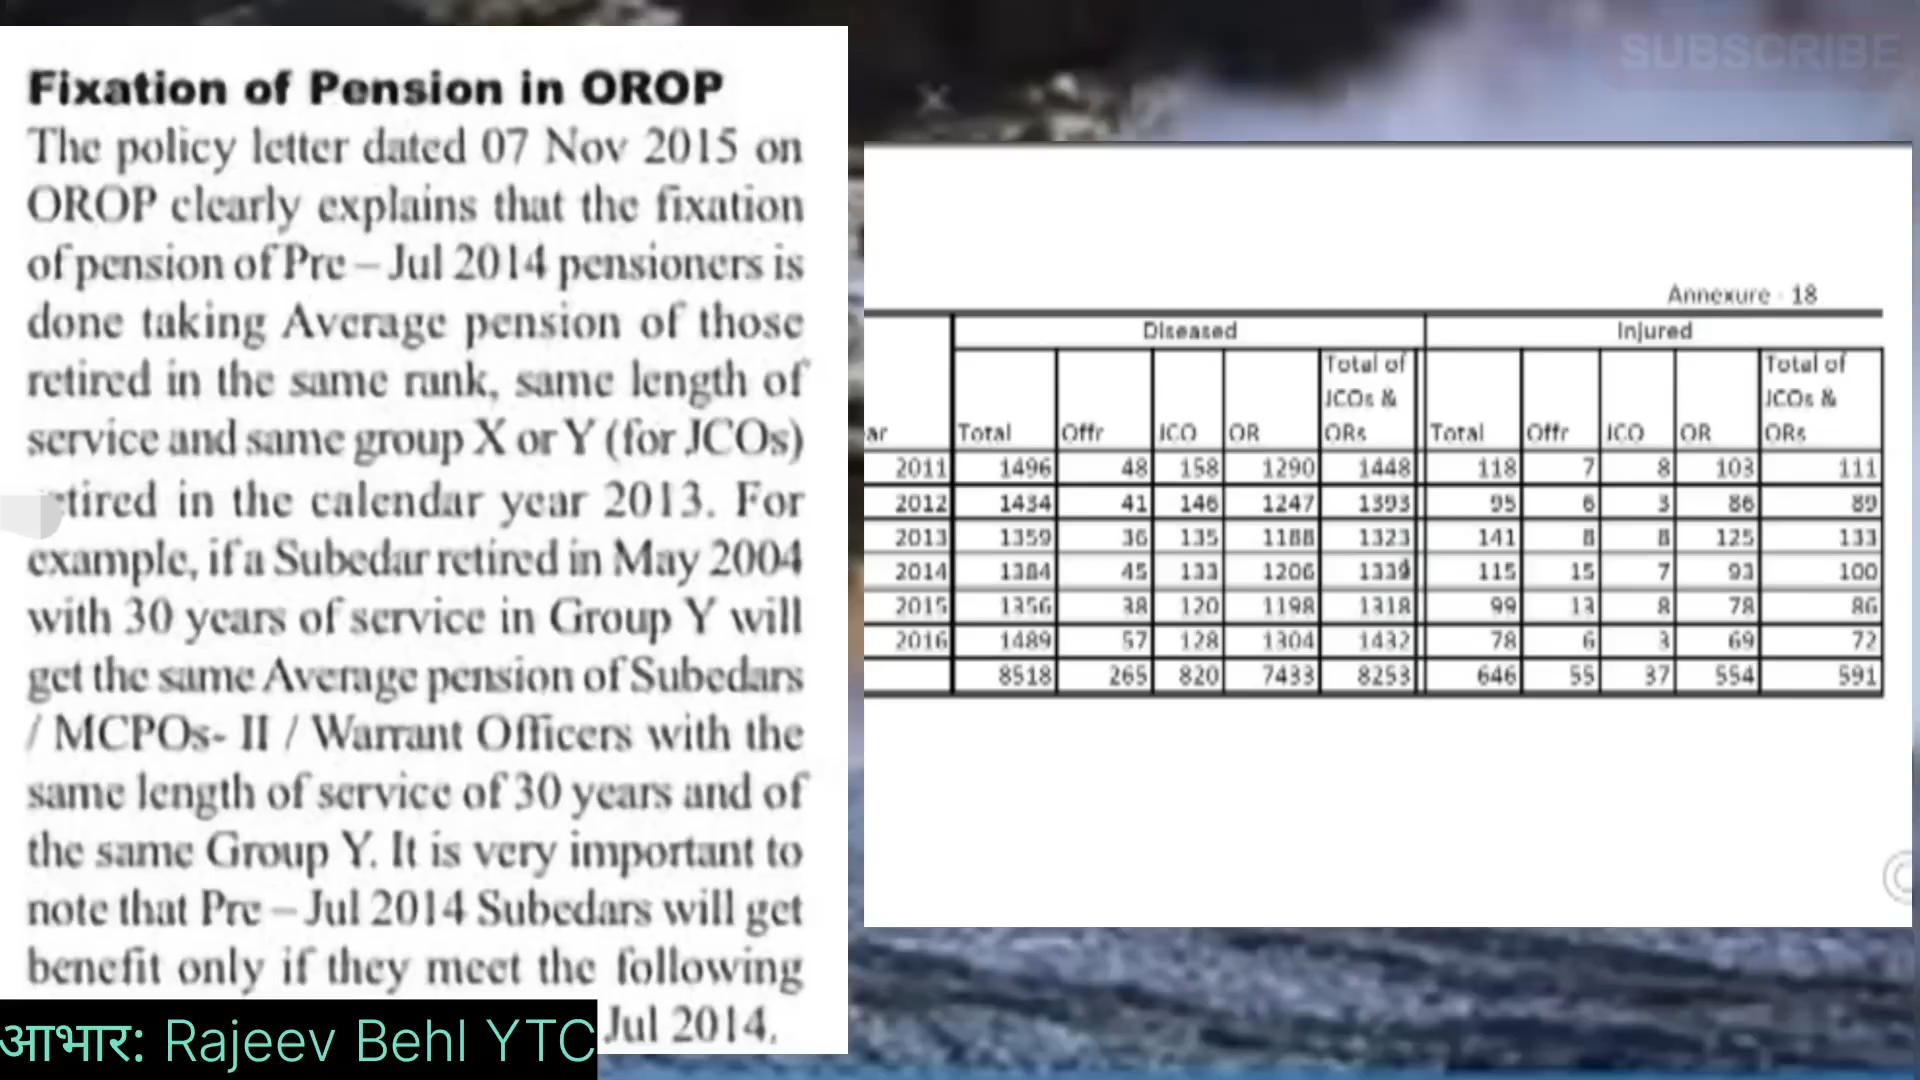 Fixation of Pension in OROP
The policy letter dated 07 Nov 2015 on
OROP clearly explains that the fixation
of pension of Pre – Jul 2014 pensioners is
done taking Average pension of those
retired in the same rank, same length of
service and same group X or Y (for JCOs)
tired in the calendar year 2013. For
example, if a Subedar retired in May 2004
with 30 years of service in Group Y will
get the same Average pension of Subedars
/ MCPOs- II / Warrant Officers with the
same length of service of 30 years and of
the same Group Y. It is very important to
note that Pre – Jul 2014 Subedars will get
benefit only if they meet the following
Jul 2014.
आभार: Rajeev Behl YTC
SUBSCRIBE
Annexure - 18
Diseased Injured
ar Total Offr JCO OR Total of JCOs & ORs Total Offr JCO OR Total of JCOs & ORs
2011 1496 48 158 1290 1448 118 7 8 103 111
2012 1434 41 146 1247 1393 95 6 3 86 89
2013 1359 36 135 1188 1323 141 8 8 125 133
2014 1384 45 133 1206 1339 115 15 7 93 100
2015 1356 38 120 1198 1318 99 13 8 78 86
2016 1489 57 128 1304 1432 78 6 3 69 72
8518 265 820 7433 8253 646 55 37 554 591